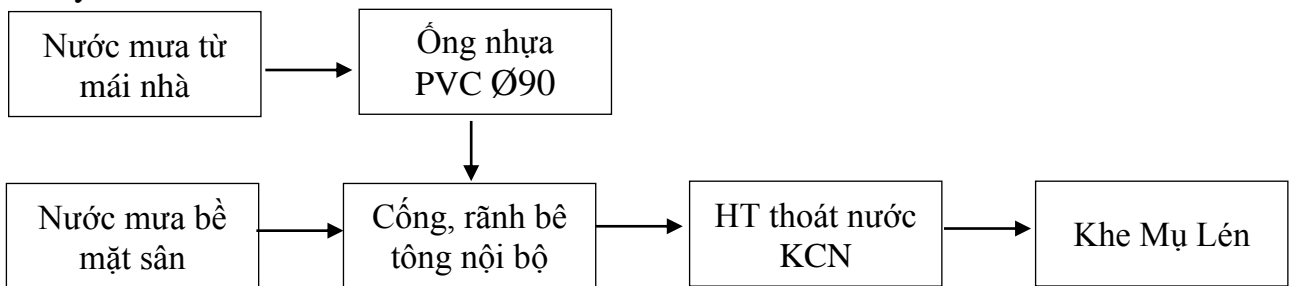 Nước mưa từ
mái nhà
Ống nhựa
PVC Ø90
Nước mưa bề
mặt sân
Cống, rãnh bê
tông nội bộ
HT thoát nước
KCN
Khe Mụ Lén